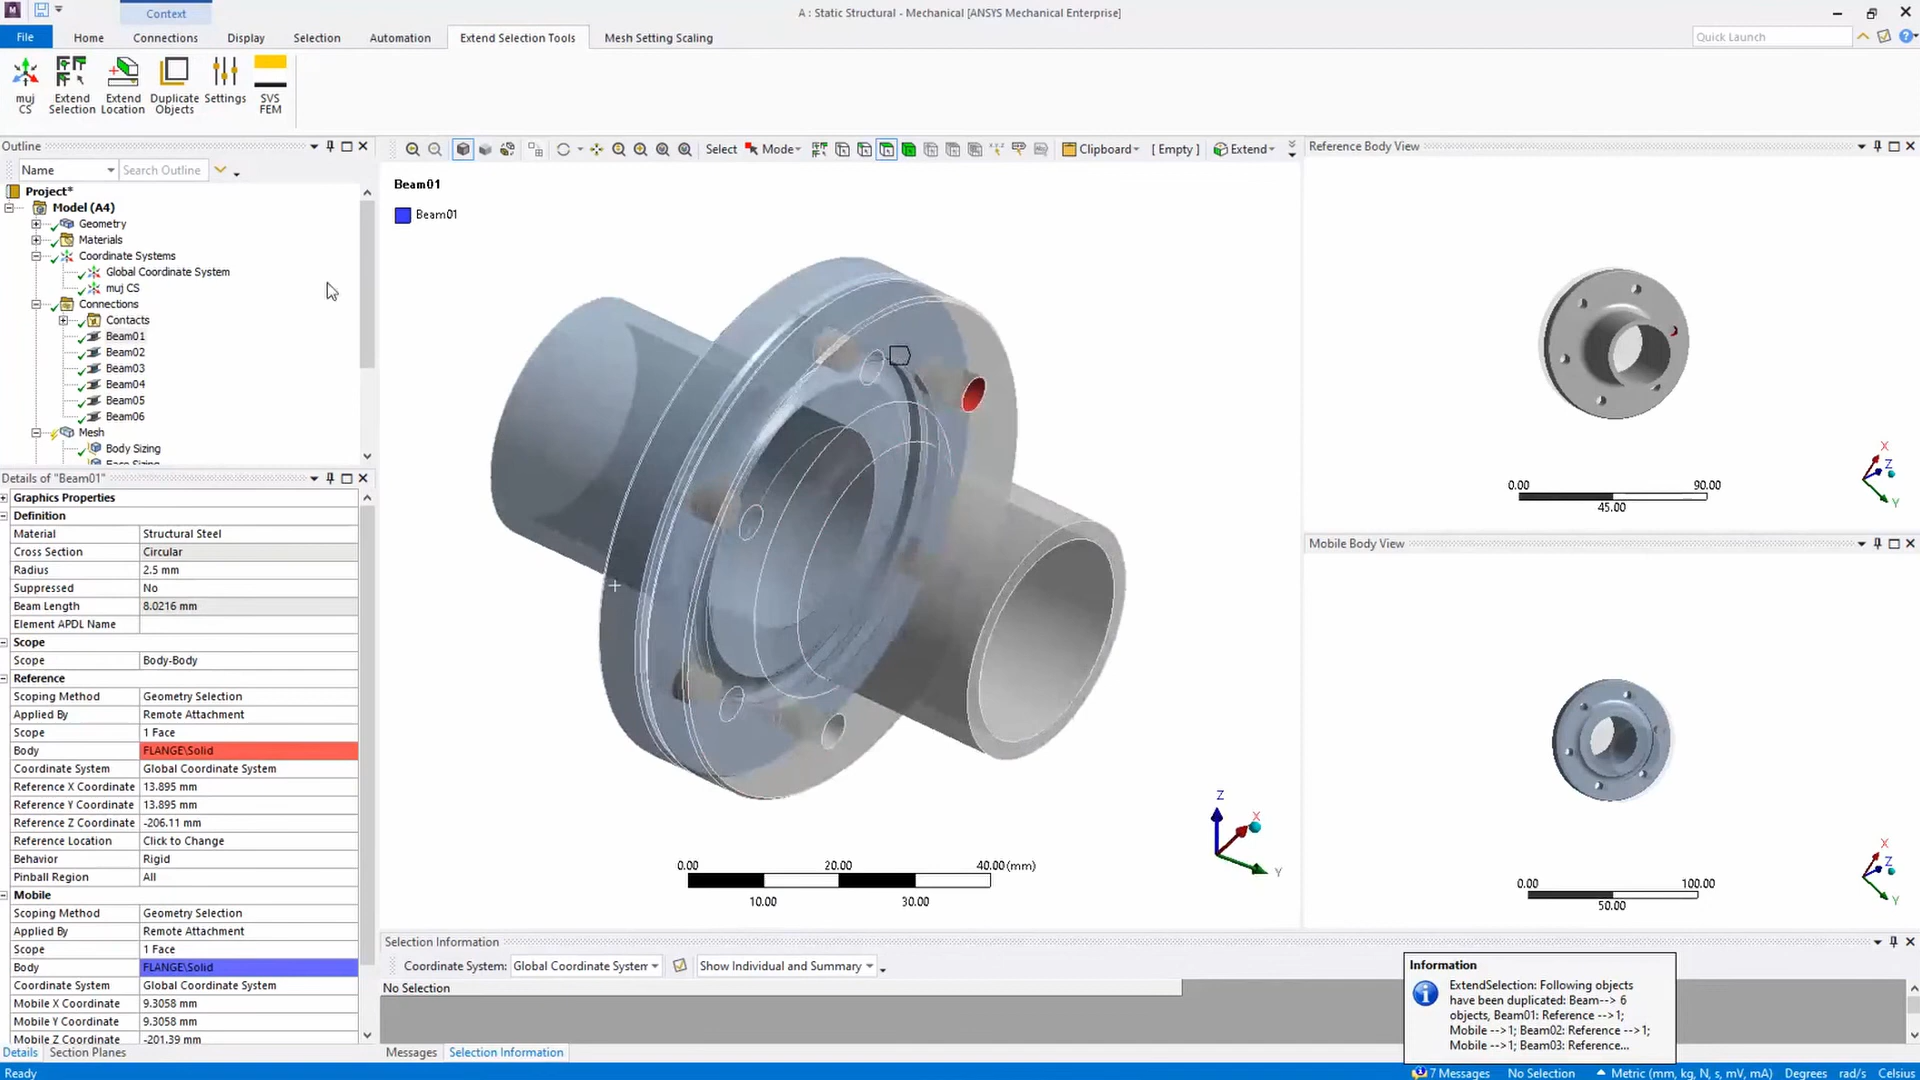 Context
A : Static Structural - Mechanical [ANSYS Mechanical Enterprise]
File Home Connections Display Selection Automation Extend Selection Tools Mesh Setting Scaling Quick Launch
muj CS
Extend Selection
Extend Location
Duplicate Objects
Settings
SVS FEM
Outline
Name Search Outline
Project*
Model (A4)
Geometry
Materials
Coordinate Systems
Global Coordinate System
muj CS
Connections
Contacts
Beam01
Beam02
Beam03
Beam04
Beam05
Beam06
Mesh
Body Sizing
Details of "Beam01"
Graphics Properties
Definition
Material Structural Steel
Cross Section Circular
Radius 2.5 mm
Suppressed No
Beam Length 8.0216 mm
Element APDL Name
Scope
Scope Body-Body
Reference
Scoping Method Geometry Selection
Applied By Remote Attachment
Scope 1 Face
Body FLANGE\Solid
Coordinate System Global Coordinate System
Reference X Coordinate 13.895 mm
Reference Y Coordinate 13.895 mm
Reference Z Coordinate -206.11 mm
Reference Location Click to Change
Behavior Rigid
Pinball Region All
Mobile
Scoping Method Geometry Selection
Applied By Remote Attachment
Scope 1 Face
Body FLANGE\Solid
Coordinate System Global Coordinate System
Mobile X Coordinate 9.3058 mm
Mobile Y Coordinate 9.3058 mm
Mobile Z Coordinate -201.39 mm
Details Section Planes
Select Mode Clipboard [ Empty ] Extend
Beam01
Beam01
Z
X
Y
0.00 20.00 40.00 (mm)
10.00 30.00
Reference Body View
X
Z
Y
0.00 90.00
45.00
Mobile Body View
X
Z
Y
0.00 100.00
50.00
Selection Information
Coordinate System: Global Coordinate System Show Individual and Summary
No Selection
Messages Selection Information
Information
ExtendSelection: Following objects
have been duplicated: Beam--> 6
objects, Beam01: Reference -->1;
Mobile -->1; Beam02: Reference -->1;
Mobile -->1; Beam03: Reference...
Ready 7 Messages No Selection Metric (mm, kg, N, s, mV, mA) Degrees rad/s Celsius